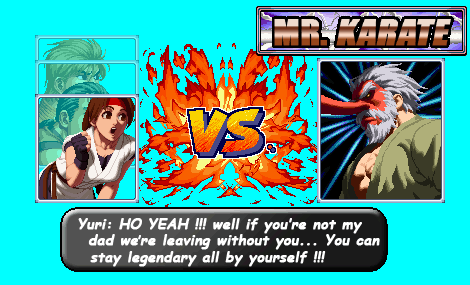 MR. KARATE
VS.
Yuri: HO YEAH !!! well if you're not my
dad we're leaving without you... You can
stay legendary all by yourself !!!